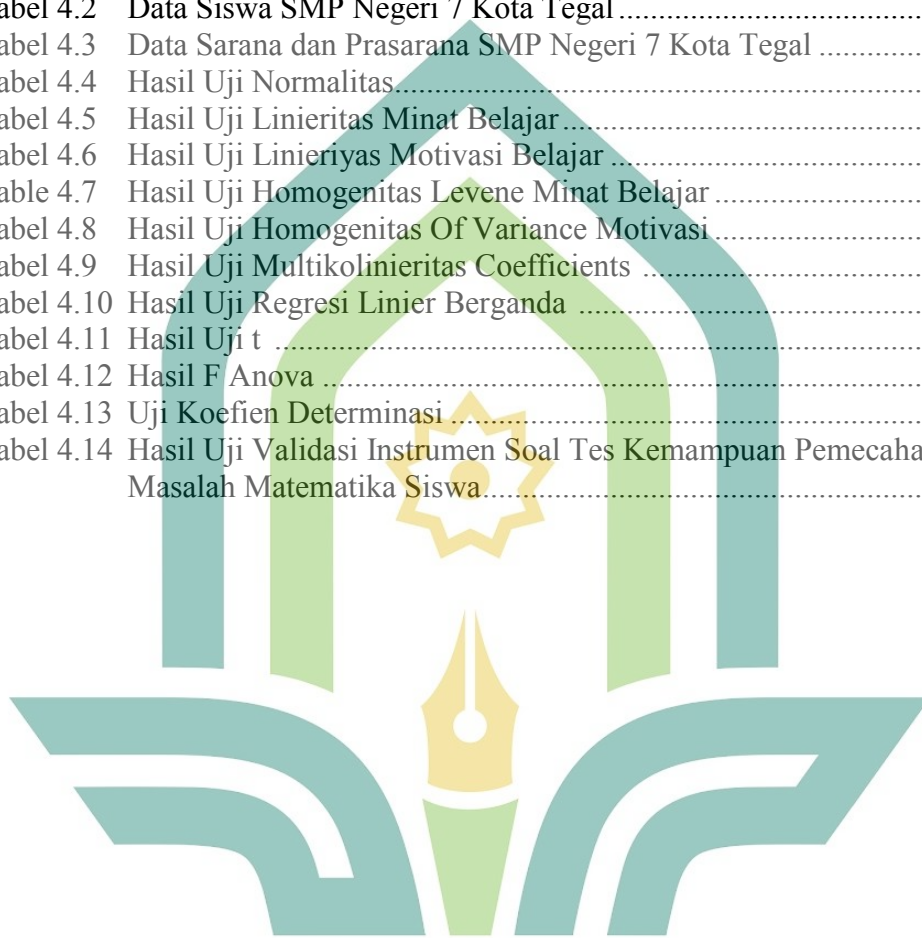 abel 4.2 Data Siswa SMP Negeri 7 Kota Tegal
abel 4.3 Data Sarana dan Prasarana SMP Negeri 7 Kota Tegal
abel 4.4 Hasil Uji Normalitas
abel 4.5 Hasil Uji Linieritas Minat Belajar
abel 4.6 Hasil Uji Linieriyas Motivasi Belajar
able 4.7 Hasil Uji Homogenitas Levene Minat Belajar
abel 4.8 Hasil Uji Homogenitas Of Variance Motivasi
abel 4.9 Hasil Uji Multikolinieritas Coefficients
abel 4.10 Hasil Uji Regresi Linier Berganda
abel 4.11 Hasil Uji t
abel 4.12 Hasil F Anova
abel 4.13 Uji Koefien Determinasi
abel 4.14 Hasil Uji Validasi Instrumen Soal Tes Kemampuan Pemecaha
Masalah Matematika Siswa